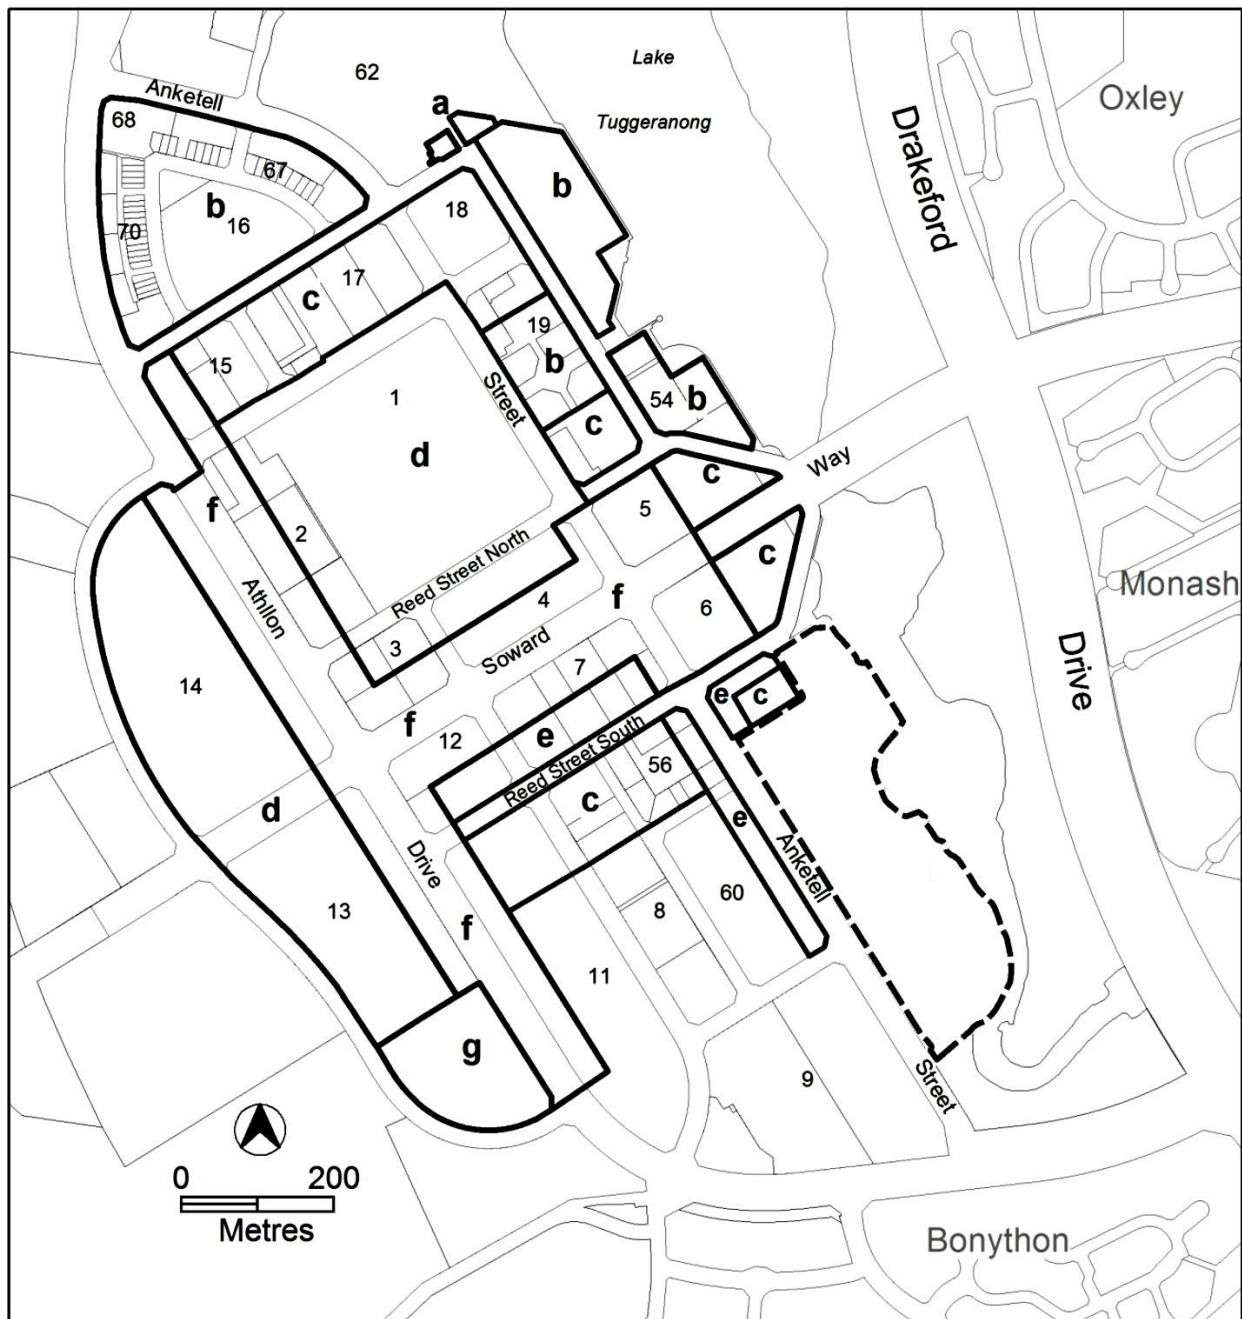 Lake
62
Oxley
Anketell
a
68
Tuggeranong
Drakeford
67
b
b
16
18
70
17
c
19
15
b
Street
1
54
b
c
d
Way
c
f
5
2
c
Reed Street North
Monash
Athllon
4
f
6
3
Soward
7
Drive
14
e
c
f
12
e
Reed Street South
56
c
d
e
Drive
Anketell
13
60
8
f
11
g
9
Street
0 200
Metres
Bonython